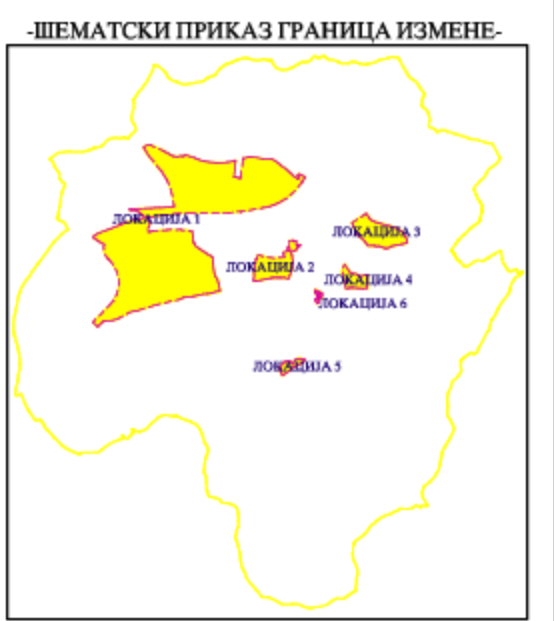 -ШЕМАТСКИ ПРИКАЗ ГРАНИЦА ИЗМЕНЕ-
ЛОКАЦИЈА 1
ЛОКАЦИЈА 3
ЛОКАЦИЈА 2
ЛОКАЦИЈА 4
ЛОКАЦИЈА 6
ЛОКАЦИЈА 5